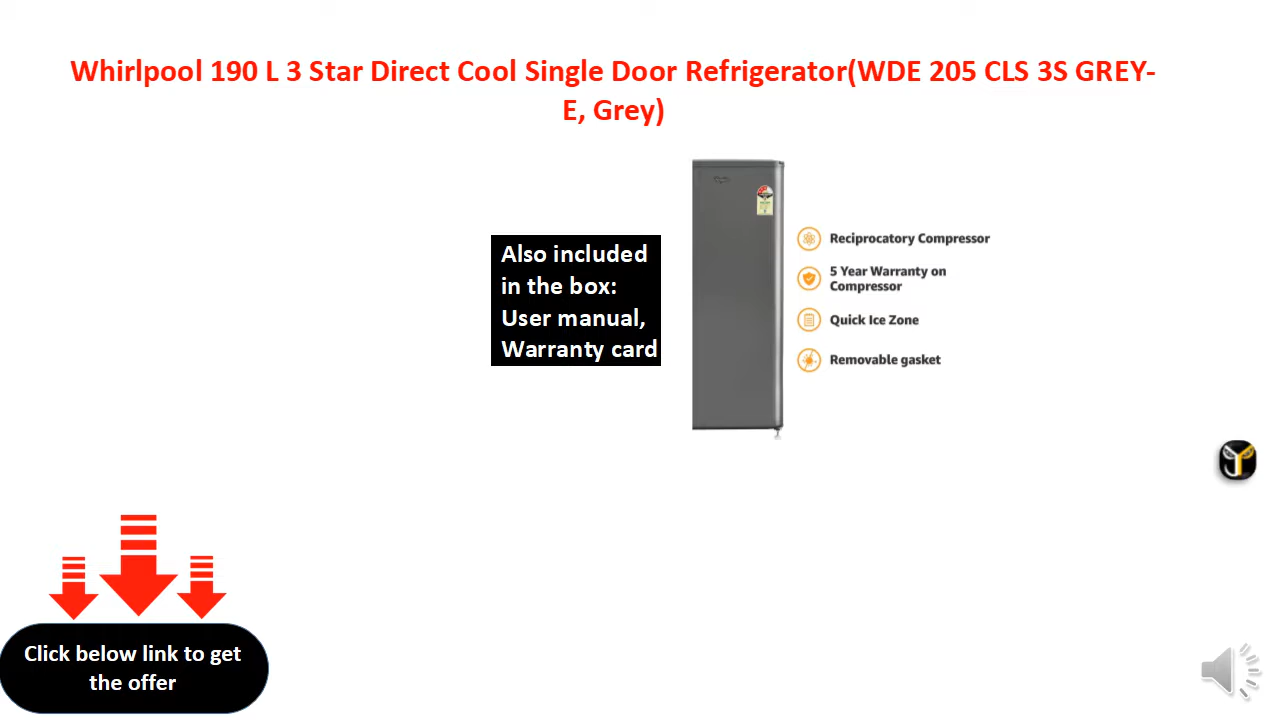 Whirlpool 190 L 3 Star Direct Cool Single Door Refrigerator(WDE 205 CLS 3S GREY-
E, Grey)
Also included
in the box:
User manual,
Warranty card
Reciprocatory Compressor
5 Year Warranty on
Compressor
Quick Ice Zone
Removable gasket
Click below link to get
the offer